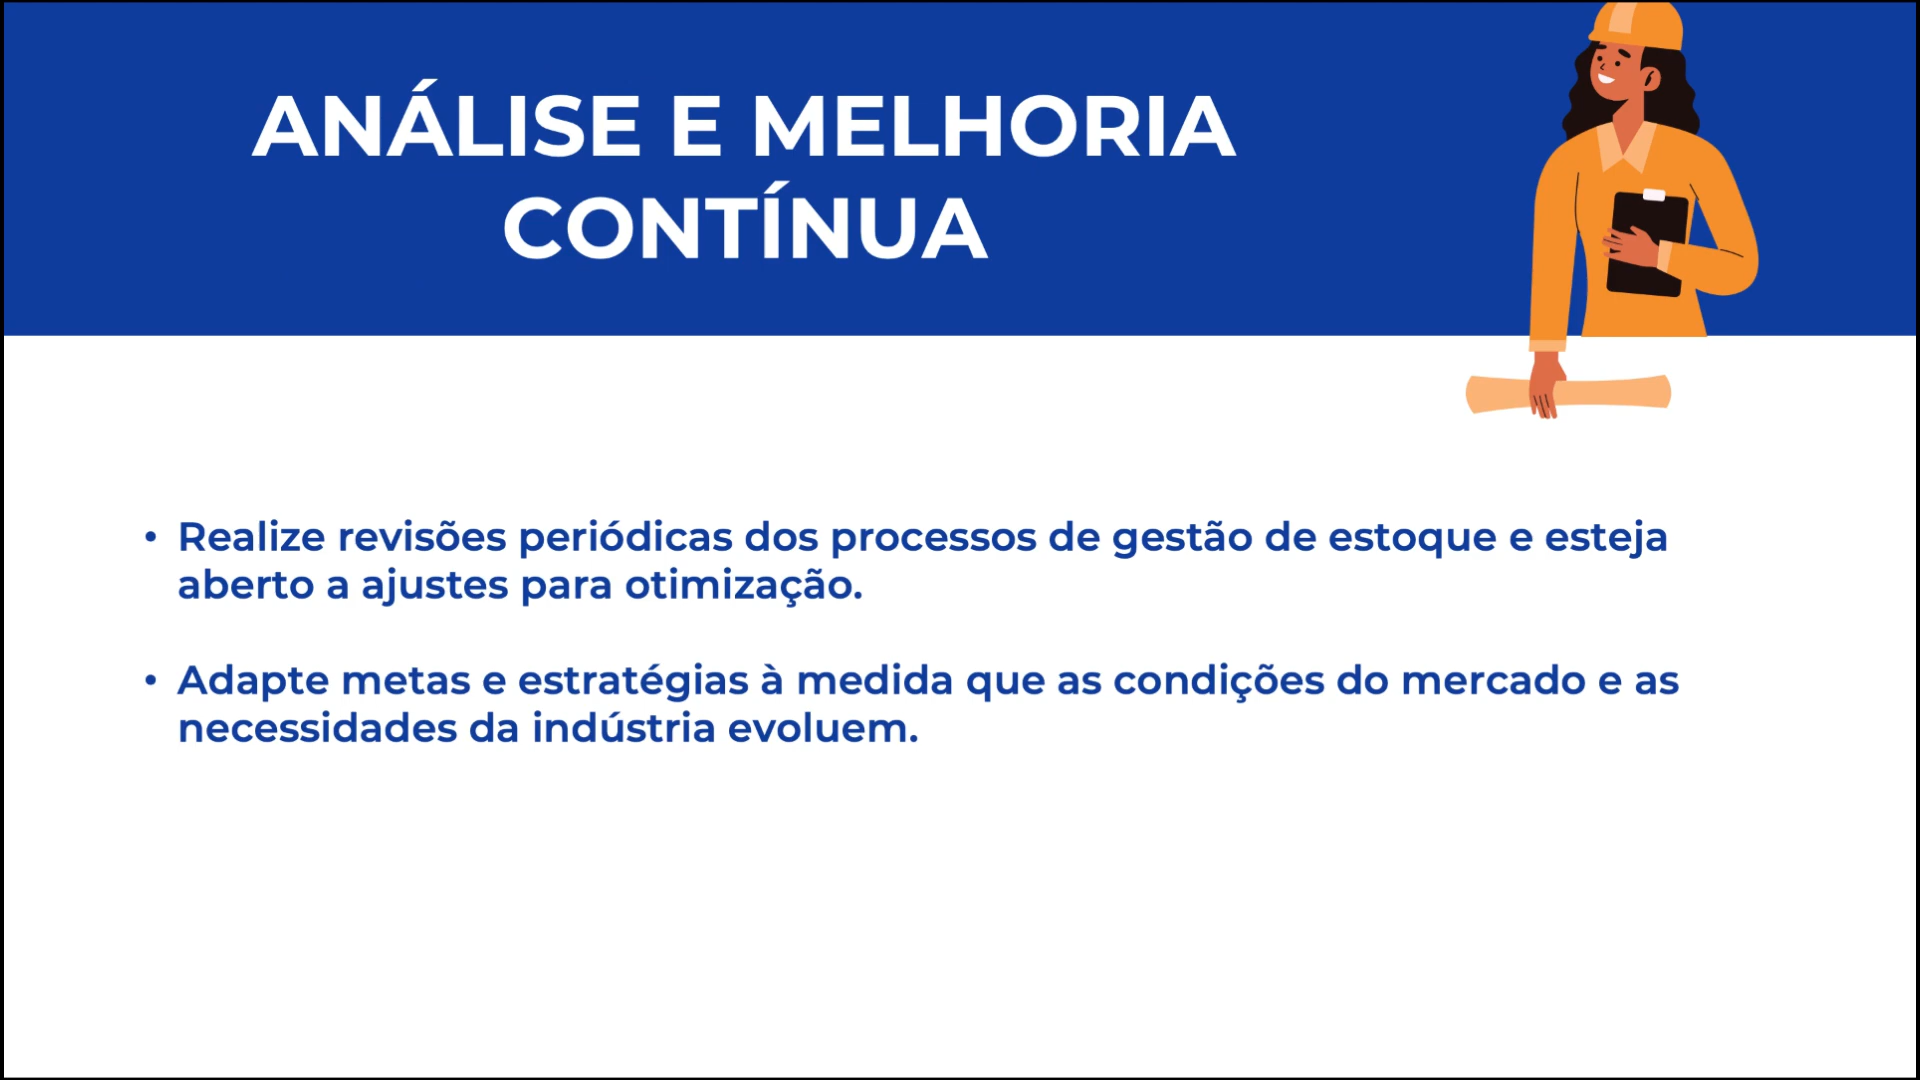 ANÁLISE E MELHORIA
CONTÍNUA
• Realize revisões periódicas dos processos de gestão de estoque e esteja
aberto a ajustes para otimização.
• Adapte metas e estratégias à medida que as condições do mercado e as
necessidades da indústria evoluem.